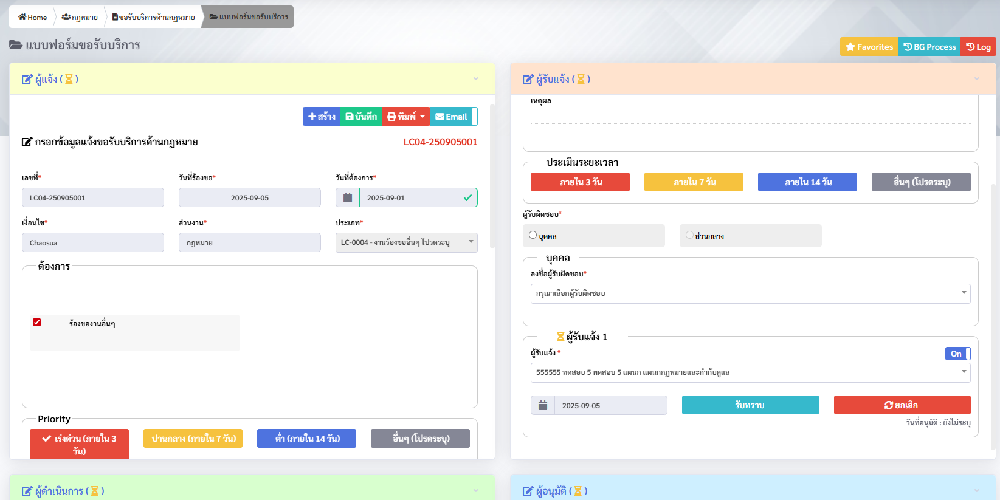 Home
กฏหมาย
ขอรับบริการด้านกฏหมาย
แบบฟอร์มขอรับบริการ
แบบฟอร์มขอรับบริการ
Favorites
BG Process
Log
ผู้แจ้ง ( )
สร้าง
บันทึก
พิมพ์
Email
กรอกข้อมูลแจ้งขอรับบริการด้านกฏหมาย
LC04-250905001
เลขที่*
วันที่ร้องขอ*
วันที่ต้องการ*
LC04-250905001
2025-09-05
2025-09-01
เงื่อนไข*
ส่วนงาน*
ประเภท*
Chaosua
กฏหมาย
LC-0004 - งานร้องขออื่นๆ โปรดระบุ
ต้องการ
ร้องของานอื่นๆ
Priority
เร่งด่วน (ภายใน 3
วัน)
ปานกลาง (ภายใน 7 วัน)
ต่ำ (ภายใน 14 วัน)
อื่นๆ (โปรดระบุ)
ผู้รับแจ้ง ( )
เหตุผล
ประเมินระยะเวลา
ภายใน 3 วัน
ภายใน 7 วัน
ภายใน 14 วัน
อื่นๆ (โปรดระบุ)
ผู้รับผิดชอบ*
บุคคล
ส่วนกลาง
บุคคล
ลงชื่อผู้รับผิดชอบ*
กรุณาเลือกผู้รับผิดชอบ
ผู้รับแจ้ง 1
ผู้รับแจ้ง *
On
555555 ทดสอบ 5 ทดสอบ 5 แผนก แผนกกฏหมายและกำกับดูแล
2025-09-05
รับทราบ
ยกเลิก
วันที่อนุมัติ : ยังไม่ระบุ
ผู้ดำเนินการ ( )
ผู้อนุมัติ ( )